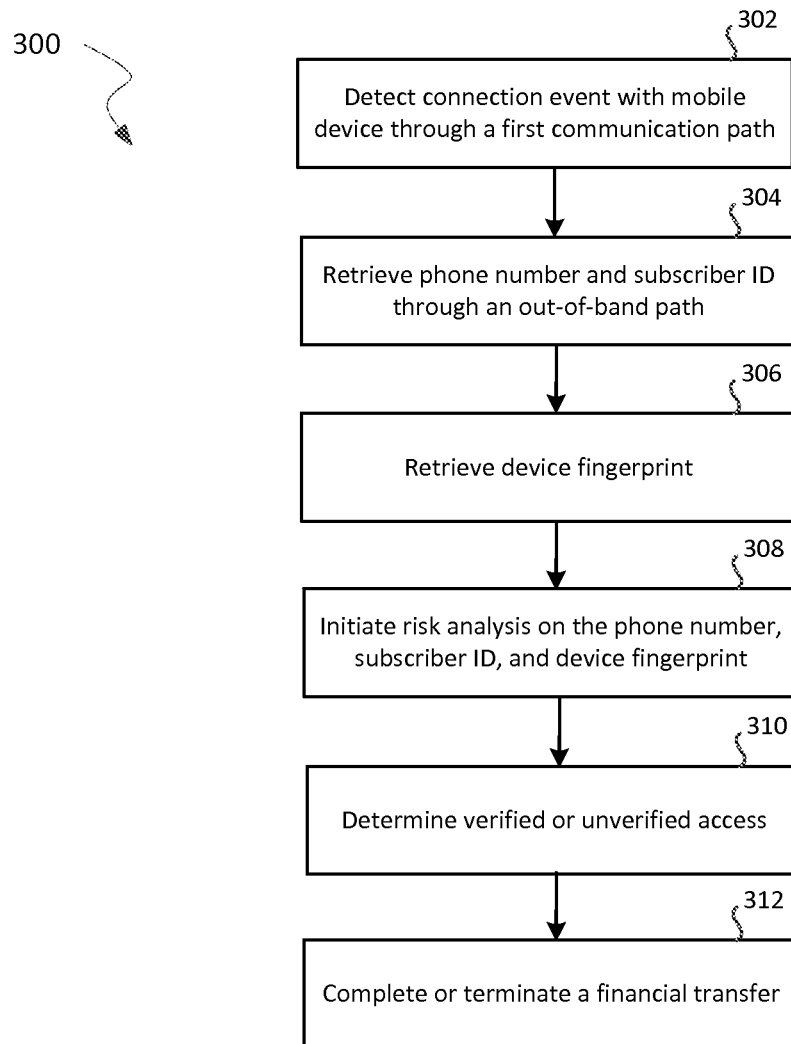 300
302
Detect connection event with mobile
device through a first communication path
304
Retrieve phone number and subscriber ID
through an out-of-band path
306
Retrieve device fingerprint
308
Initiate risk analysis on the phone number,
subscriber ID, and device fingerprint
310
Determine verified or unverified access
312
Complete or terminate a financial transfer